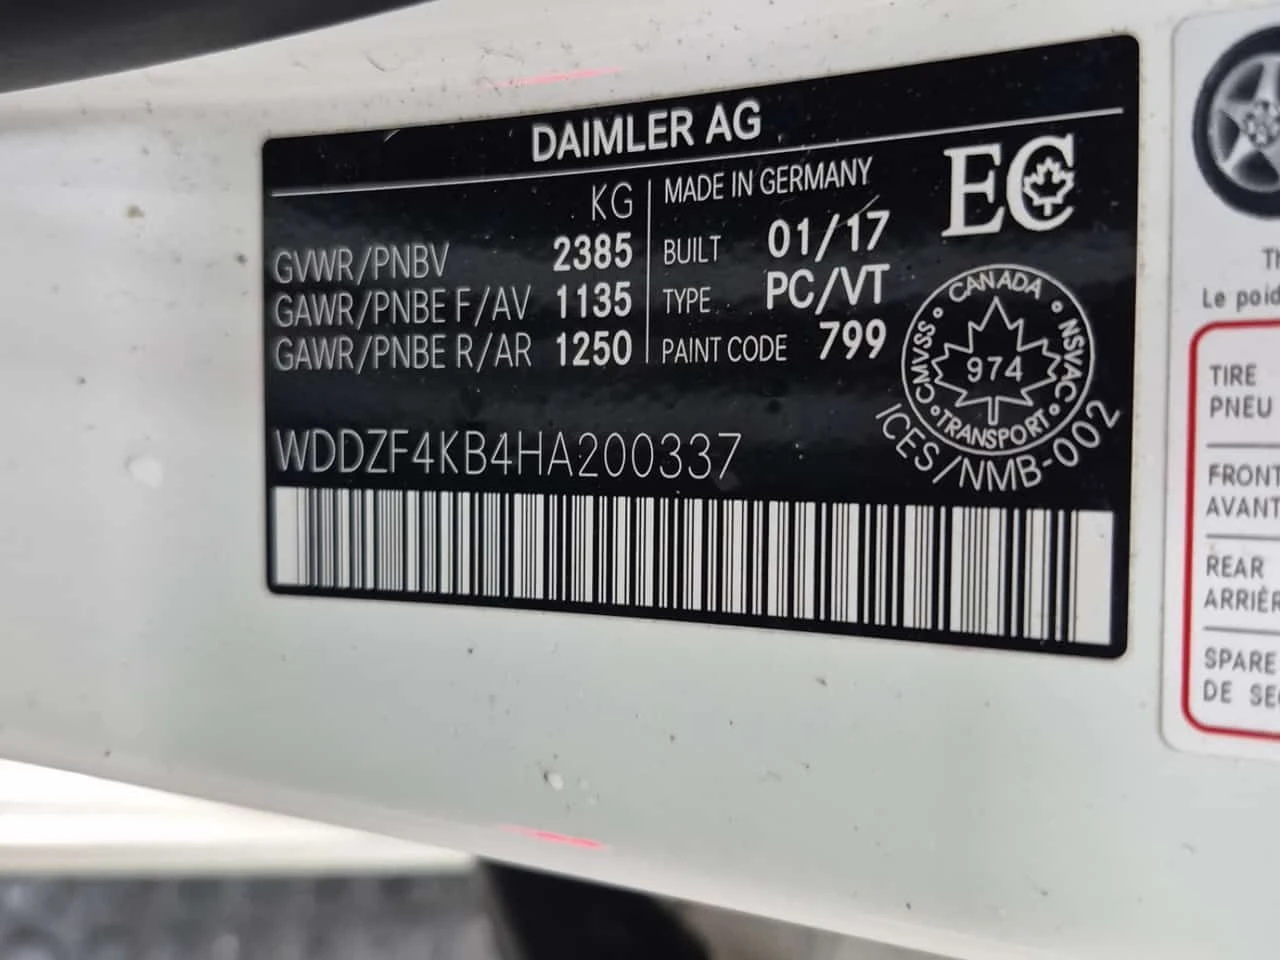 DAIMLER AG
KG
GVWR/PNBV 2385
GAWR/PNBE F/AV 1135
GAWR/PNBE R/AR 1250
MADE IN GERMANY
BUILT 01/17
TYPE PC/VT
PAINT CODE 799
EC
CANADA
CMVSS • NSVAC
974
TRANSPORT
ICES/NMB-002
WDDZF4KB4HA200337
Le
TIRE
PNEU
FRONT
AVANT
REAR
SPARE
DE